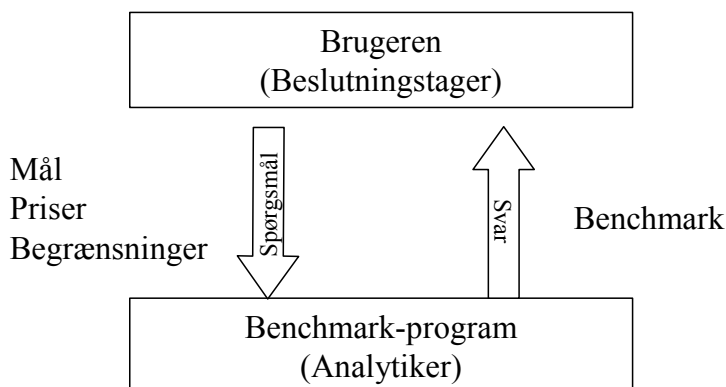 Brugeren
(Beslutningstager)
Mål
Priser
Begrænsninger
Spørgsmål
Svar
Benchmark
Benchmark-program
(Analytiker)